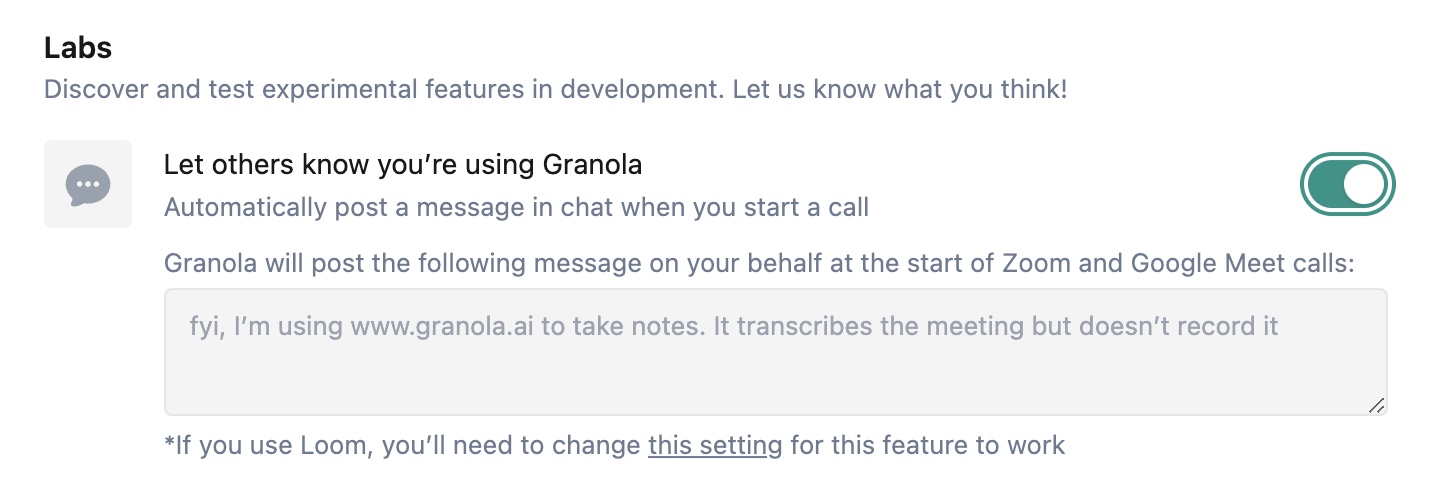 Labs
Discover and test experimental features in development. Let us know what you think!
Let others know you’re using Granola
Automatically post a message in chat when you start a call
Granola will post the following message on your behalf at the start of Zoom and Google Meet calls:
fyi, I’m using www.granola.ai to take notes. It transcribes the meeting but doesn’t record it
*If you use Loom, you’ll need to change this setting for this feature to work